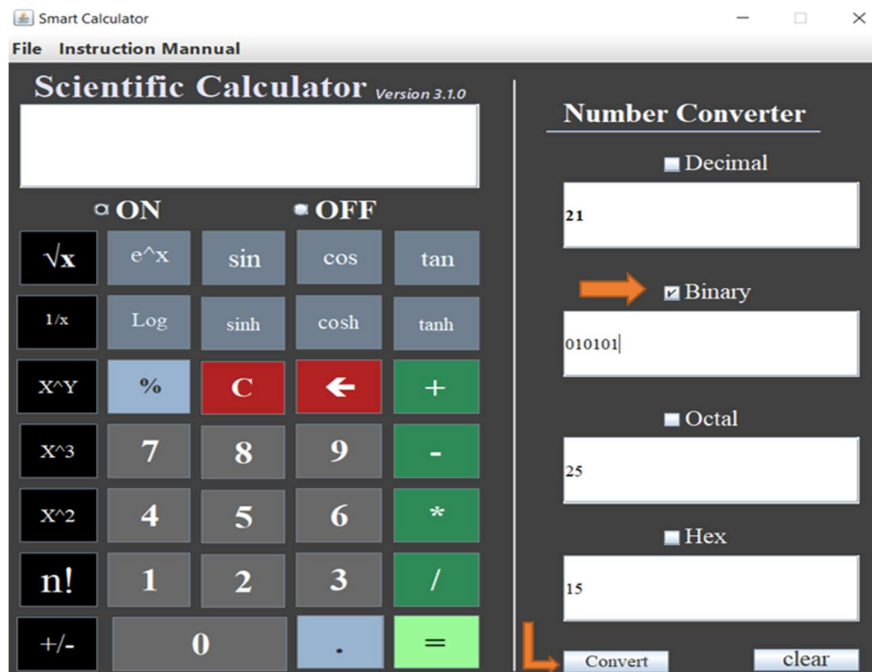 Smart Calculator
File Instruction Mannual
Scientific Calculator Version 3.1.0
ON OFF
√x e^x sin cos tan
1/x Log sinh cosh tanh
X^Y % C ← +
X^3 7 8 9 -
X^2 4 5 6 *
n! 1 2 3 /
+/- 0 . =
Number Converter
Decimal
21
Binary
010101
Octal
25
Hex
15
Convert clear